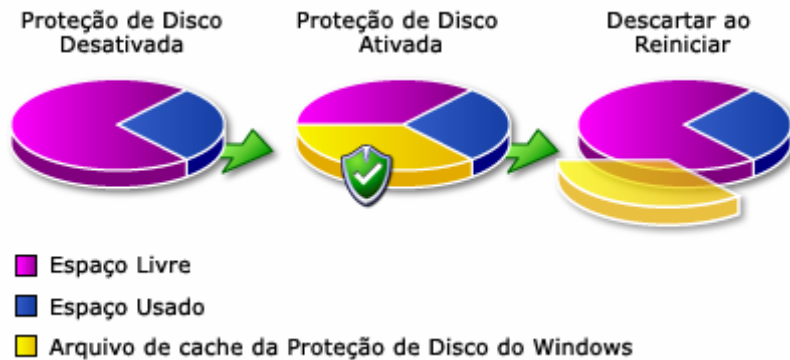 Proteção de Disco
Desativada
Proteção de Disco
Ativada
Descartar ao
Reiniciar
Espaço Livre
Espaço Usado
Arquivo de cache da Proteção de Disco do Windows